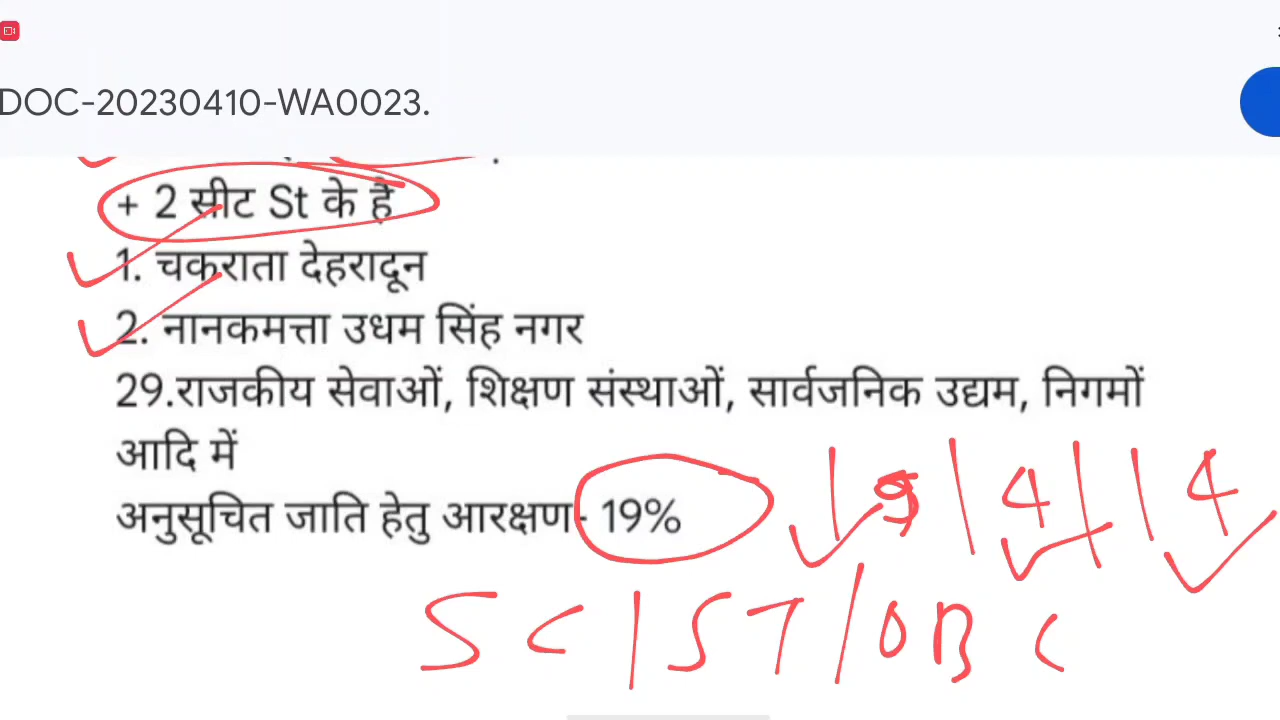 DOC-20230410-WA0023.
+ 2 सीट St के है
1. चकराता देहरादून
2. नानकमत्ता उधम सिंह नगर
29.राजकीय सेवाओं, शिक्षण संस्थाओं, सार्वजनिक उद्यम, निगमों
आदि में
अनुसूचित जाति हेतु आरक्षण- 19%
19 | 4 | 14
SC | ST / OBC